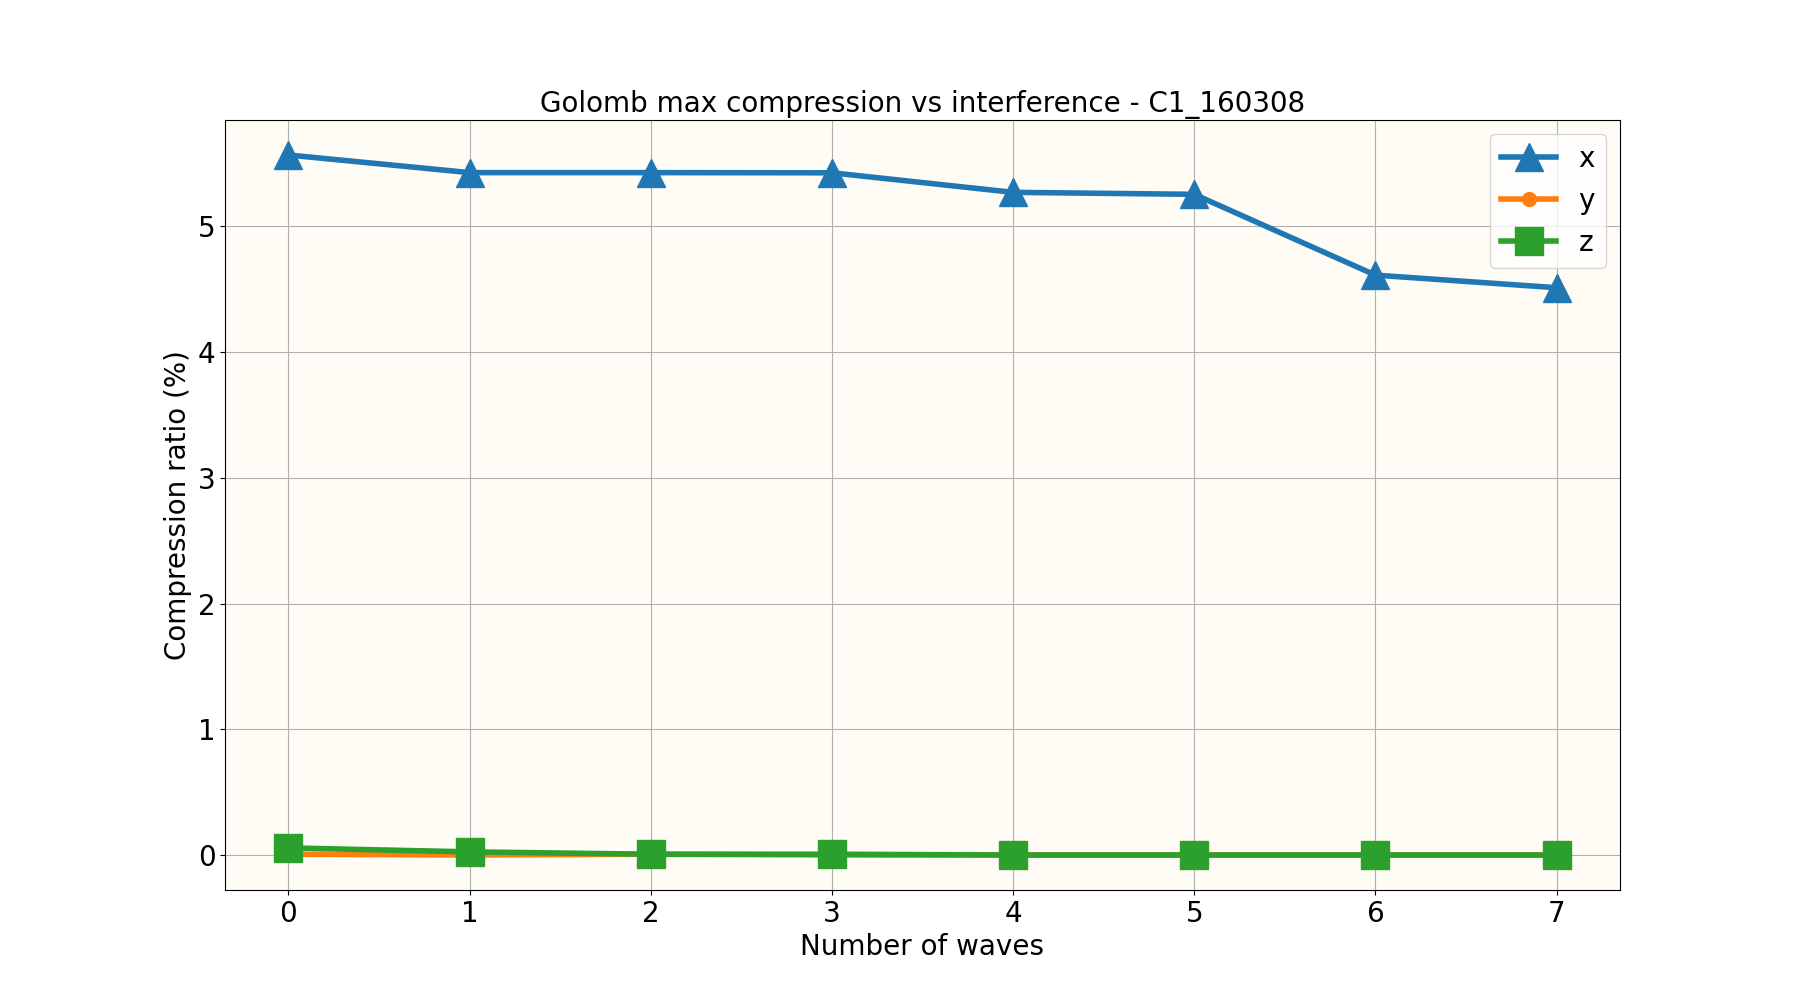 Golomb max compression vs interference - C1_160308
x
y
z
5
4
3
2
1
0
Compression ratio (%)
0 1 2 3 4 5 6 7
Number of waves